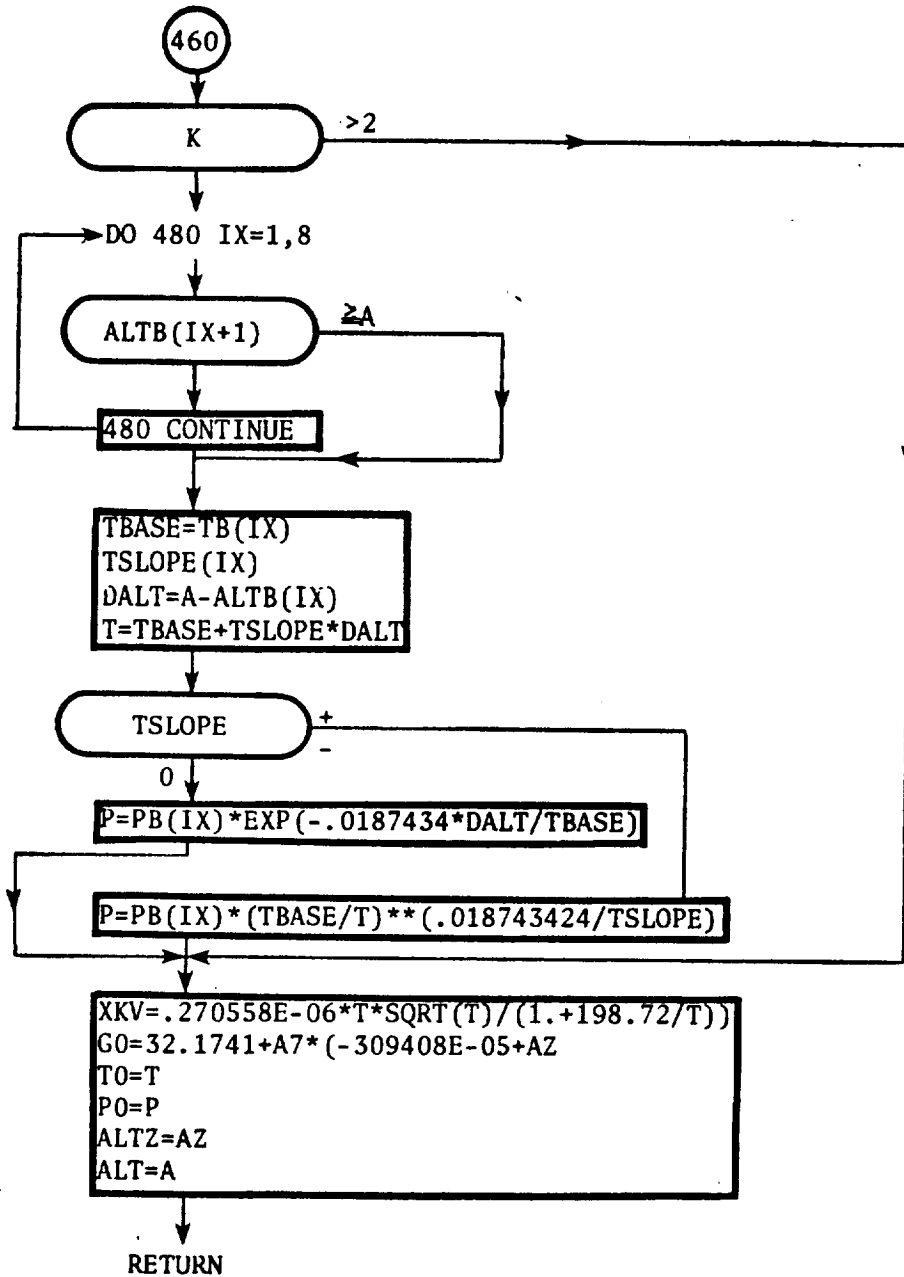 460
K
>2
DO 480 IX=1,8
ALTB(IX+1)
≧A
480 CONTINUE
TBASE=TB(IX)
TSLOPE(IX)
DALT=A-ALTB(IX)
T=TBASE+TSLOPE*DALT
TSLOPE
+
-
0
P=PB(IX)*EXP(-.0187434*DALT/TBASE)
P=PB(IX)*(TBASE/T)**(.018743424/TSLOPE)
XKV=.270558E-06*T*SQRT(T)/(1.+198.72/T))
G0=32.1741+A7*(-309408E-05+AZ
T0=T
P0=P
ALTZ=AZ
ALT=A
RETURN